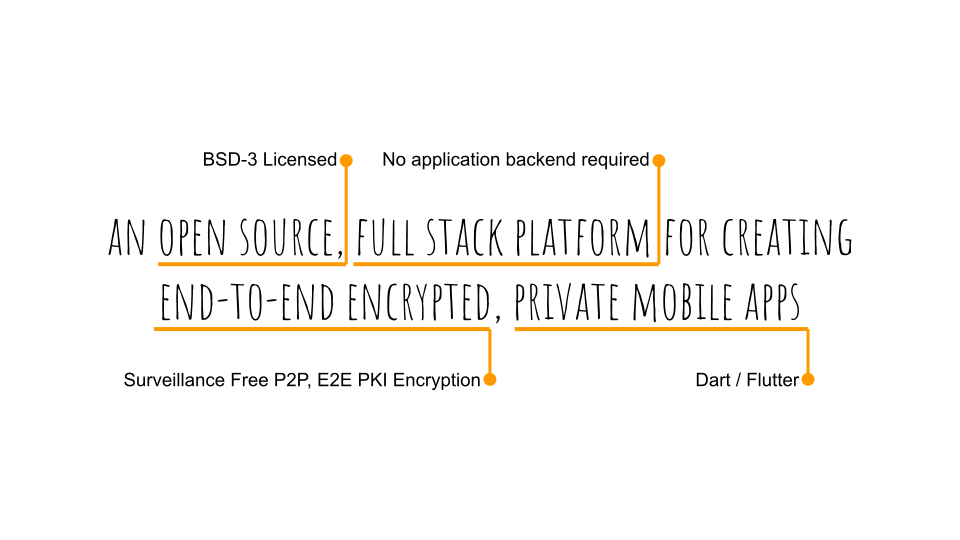 BSD-3 Licensed
No application backend required
AN OPEN SOURCE, FULL STACK PLATFORM FOR CREATING
END-TO-END ENCRYPTED, PRIVATE MOBILE APPS
Surveillance Free P2P, E2E PKI Encryption
Dart / Flutter